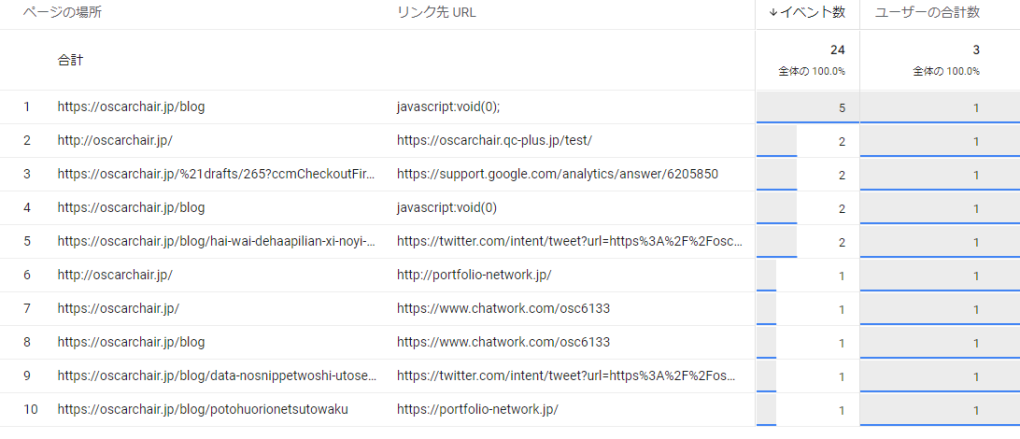 ページの場所 リンク先 URL ↓イベント数 ユーザーの合計数
合計 24 3
全体の 100.0% 全体の 100.0%
1 https://oscarchair.jp/blog javascript:void(0); 5 1
2 http://oscarchair.jp/ https://oscarchair.qc-plus.jp/test/ 2 1
3 https://oscarchair.jp/%21drafts/265?ccmCheckoutFir... https://support.google.com/analytics/answer/6205850 2 1
4 https://oscarchair.jp/blog javascript:void(0) 2 1
5 https://oscarchair.jp/blog/hai-wai-dehaapilian-xi-noyi-... https://twitter.com/intent/tweet?url=https%3A%2F%2Fosc... 2 1
6 http://oscarchair.jp/ http://portfolio-network.jp/ 1 1
7 https://oscarchair.jp/ https://www.chatwork.com/osc6133 1 1
8 https://oscarchair.jp/blog https://www.chatwork.com/osc6133 1 1
9 https://oscarchair.jp/blog/data-nosnippetwoshi-utose... https://twitter.com/intent/tweet?url=https%3A%2F%2Fos... 1 1
10 https://oscarchair.jp/blog/potohuorionetsutowaku https://portfolio-network.jp/ 1 1